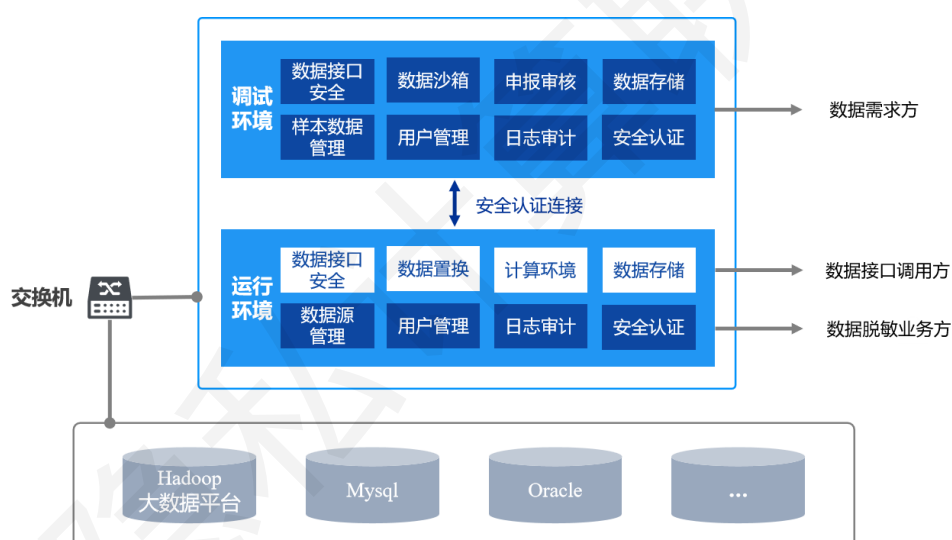 调试
环境
数据接口
安全
数据沙箱
申报审核
数据存储
样本数据
管理
用户管理
日志审计
安全认证
数据需求方
安全认证连接
运行
环境
数据接口
安全
数据置换
计算环境
数据存储
数据源
管理
用户管理
日志审计
安全认证
数据接口调用方
数据脱敏业务方
交换机
Hadoop
大数据平台
Mysql
Oracle
...
隐私计算联